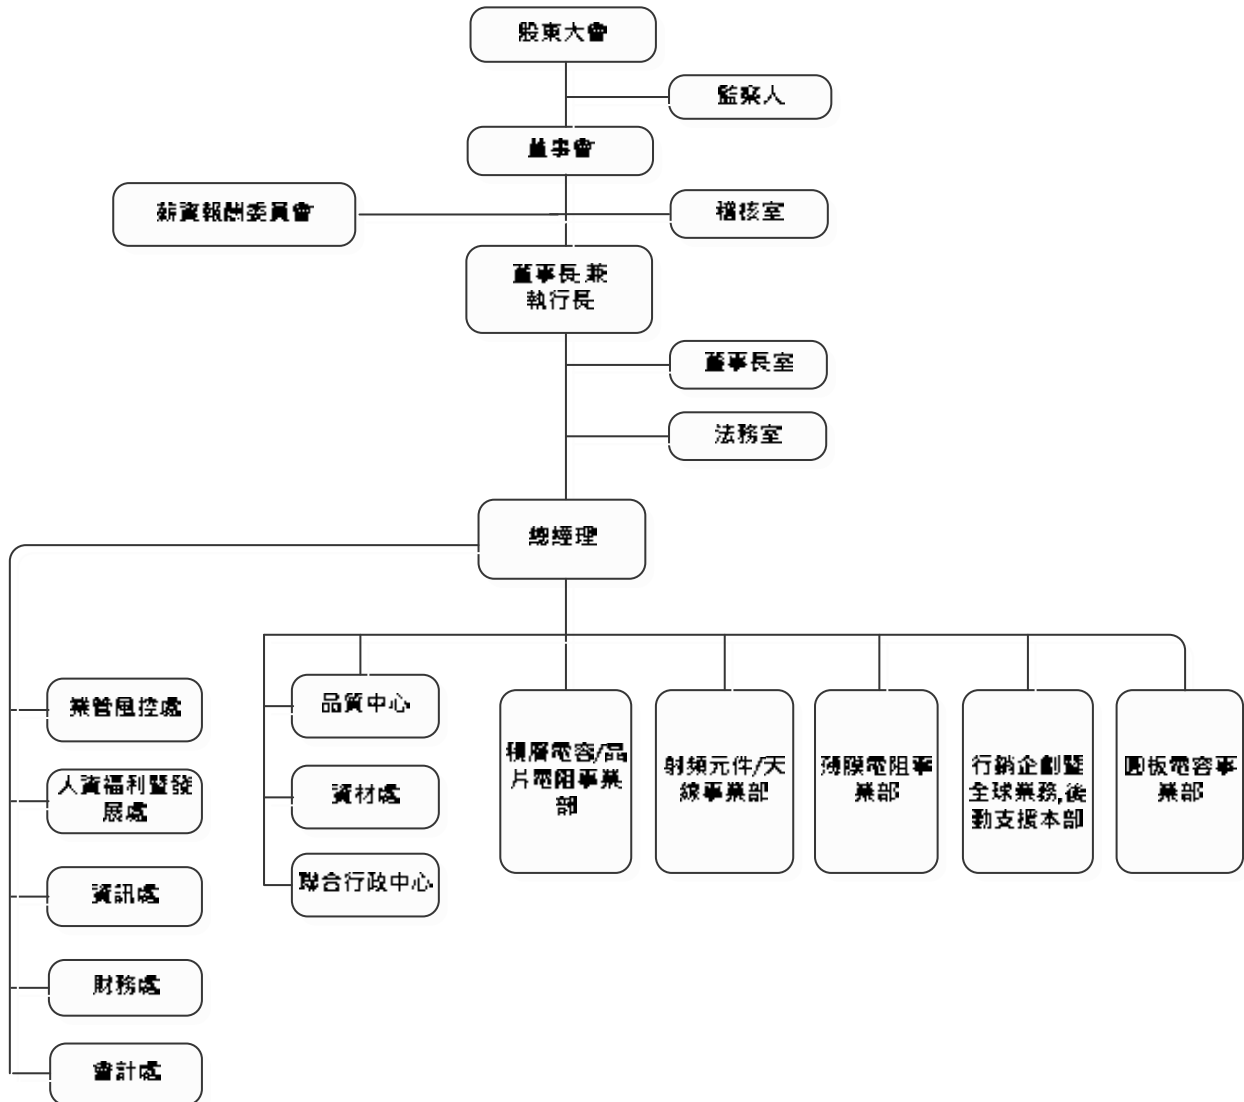 股東大會
監察人
董事會
薪資報酬委員會
稽核室
董事長 兼
執行長
董事長室
法務室
總經理
業管風控處
人資福利暨發
展處
資訊處
財務處
會計處
品質中心
資材處
聯合行政中心
積層電容/晶
片電阻事業
部
射頻元件/天
線事業部
薄膜電阻事
業部
行銷企劃暨
全球業務,後
勤支援本部
圓板電容事
業部